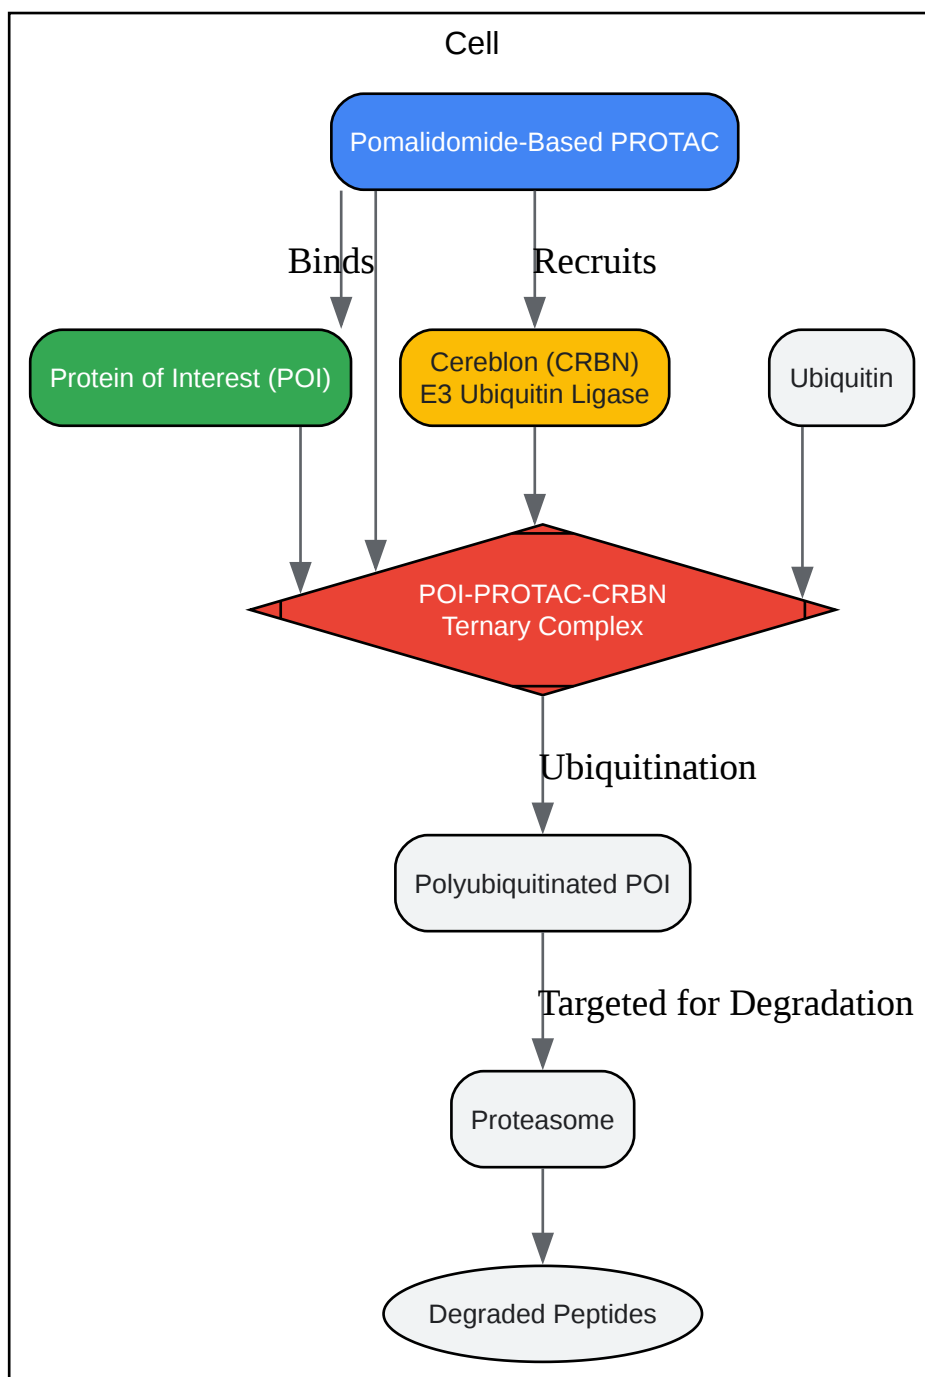 Cell
Pomalidomide-Based PROTAC
Binds
Recruits
Protein of Interest (POI)
Cereblon (CRBN)
E3 Ubiquitin Ligase
Ubiquitin
POI-PROTAC-CRBN
Ternary Complex
Ubiquitination
Polyubiquitinated POI
Targeted for Degradation
Proteasome
Degraded Peptides